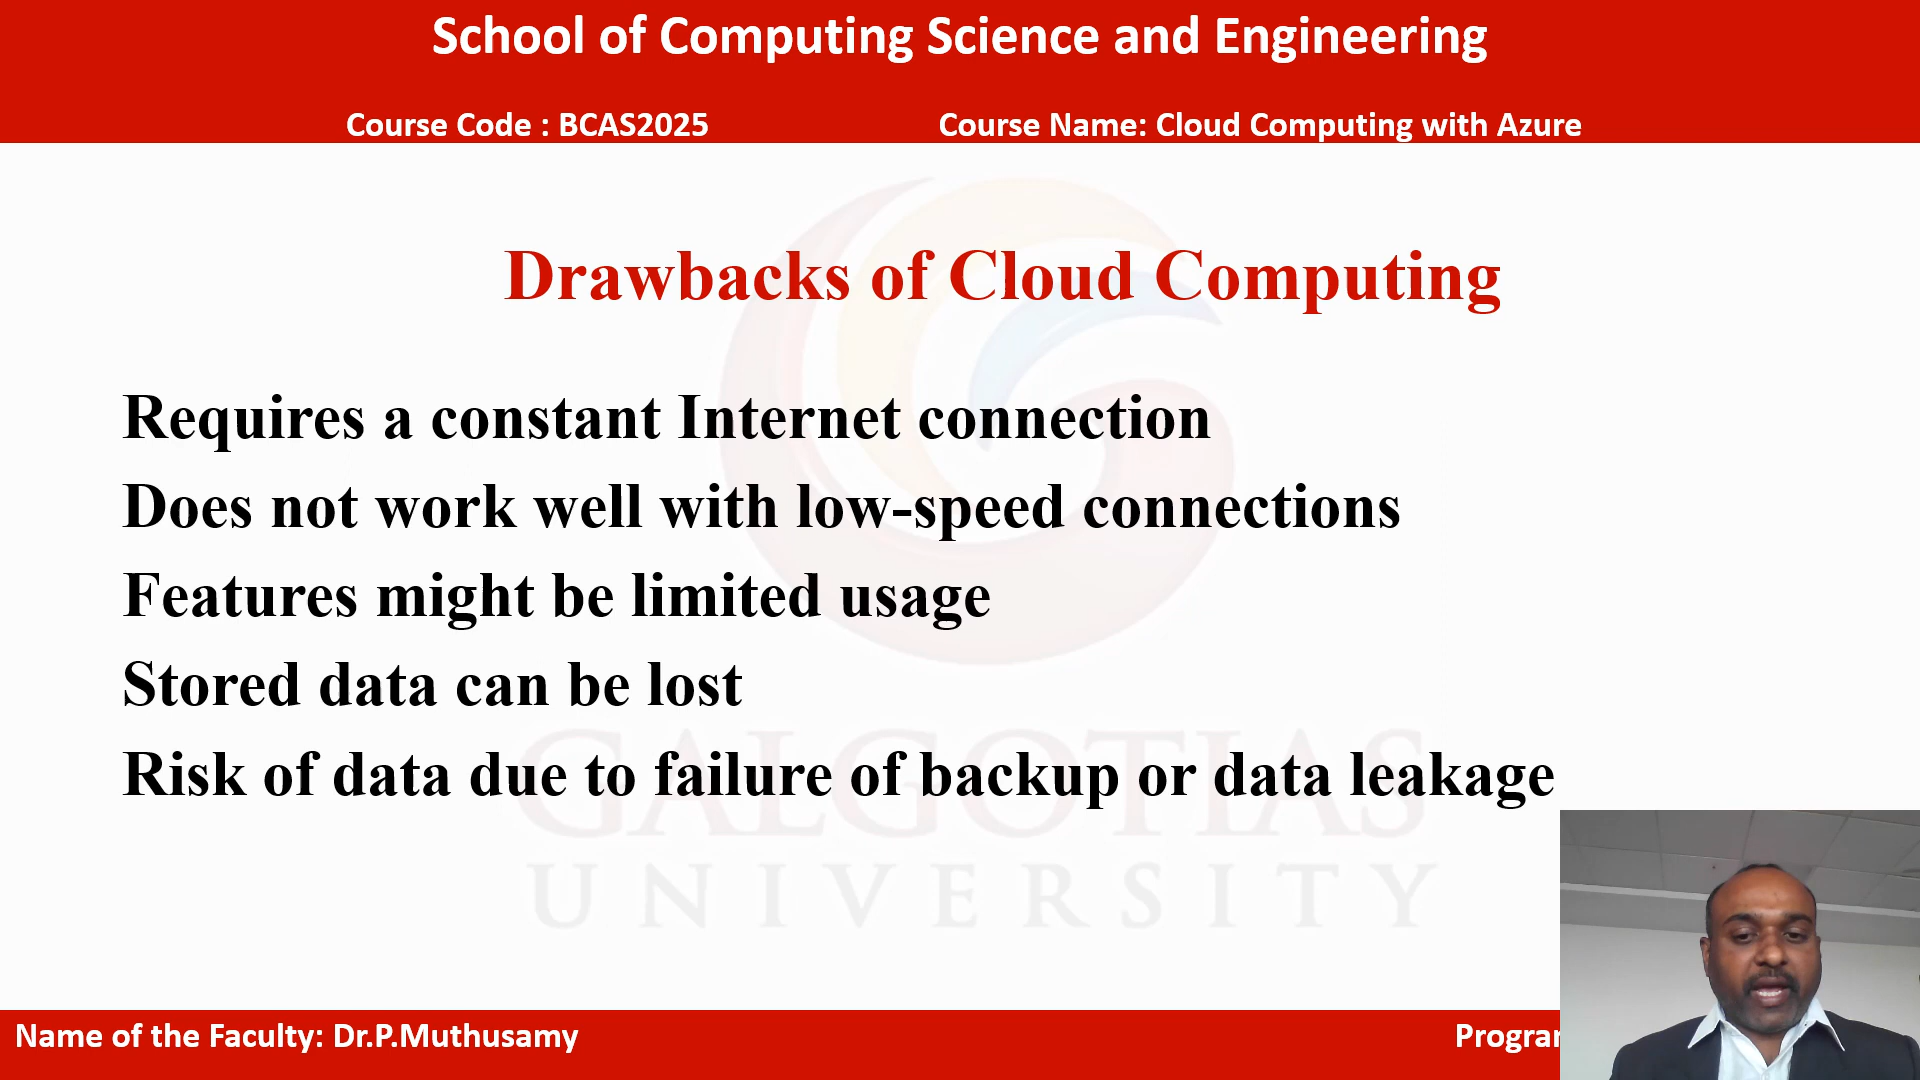 School of Computing Science and Engineering
Course Code : BCAS2025 Course Name: Cloud Computing with Azure
Drawbacks of Cloud Computing
Requires a constant Internet connection
Does not work well with low-speed connections
Features might be limited usage
Stored data can be lost
Risk of data due to failure of backup or data leakage
GALGOTIAS
UNIVERSITY
Name of the Faculty: Dr.P.Muthusamy